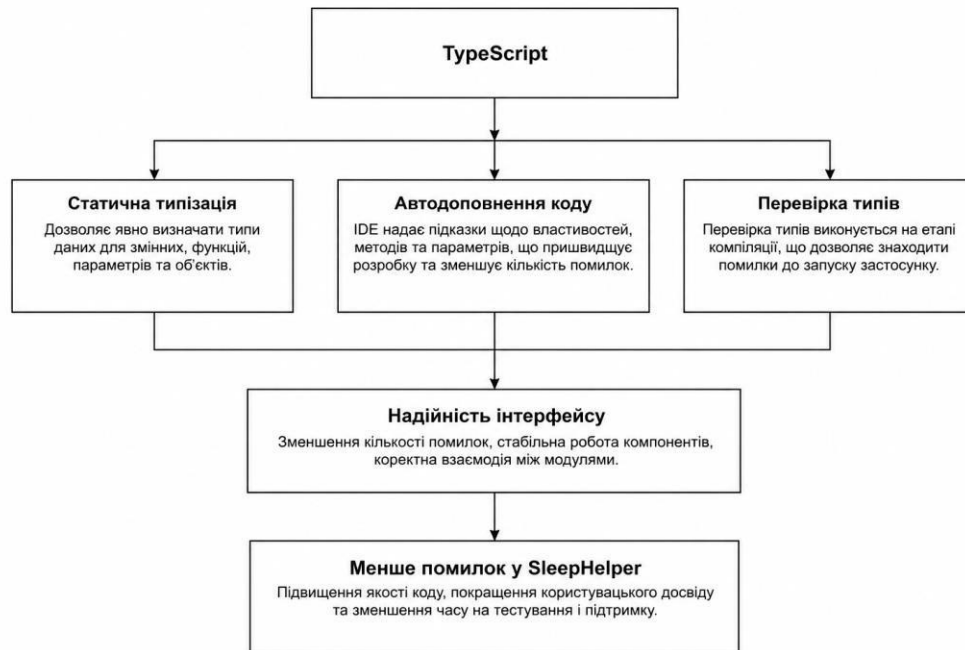 TypeScript
Статична типізація
Дозволяє явно визначати типи
даних для змінних, функцій,
параметрів та об'єктів.
Автодоповнення коду
IDE надає підказки щодо властивостей,
методів та параметрів, що пришвидщує
розробку та зменшує кількість помилок.
Перевірка типів
Перевірка типів виконується на етапі
компіляції, що дозволяє знаходити
помилки до запуску застосунку.
Надійність інтерфейсу
Зменшення кількості помилок, стабільна робота компонентів,
коректна взаємодія між модулями.
Менше помилок у SleepHelper
Підвищення якості коду, покращення користувацького досвіду
та зменшення часу на тестування і підтримку.